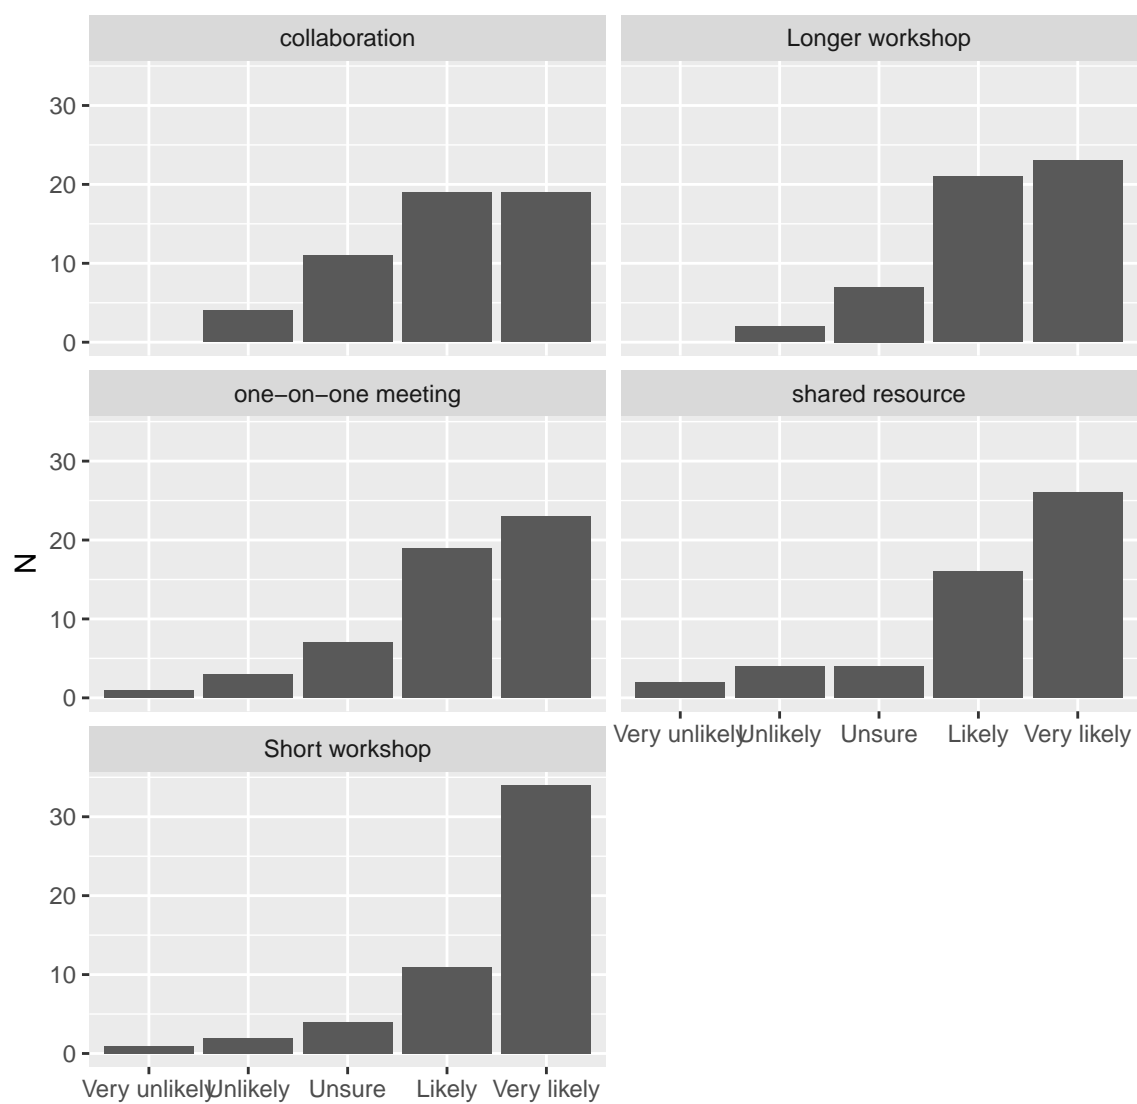 collaboration
Longer workshop
30
20
10
0
one−on−one meeting
shared resource
30
20
10
0
N
Very unlikely Unlikely Unsure Likely Very likely
Short workshop
30
20
10
0
Very unlikely Unlikely Unsure Likely Very likely